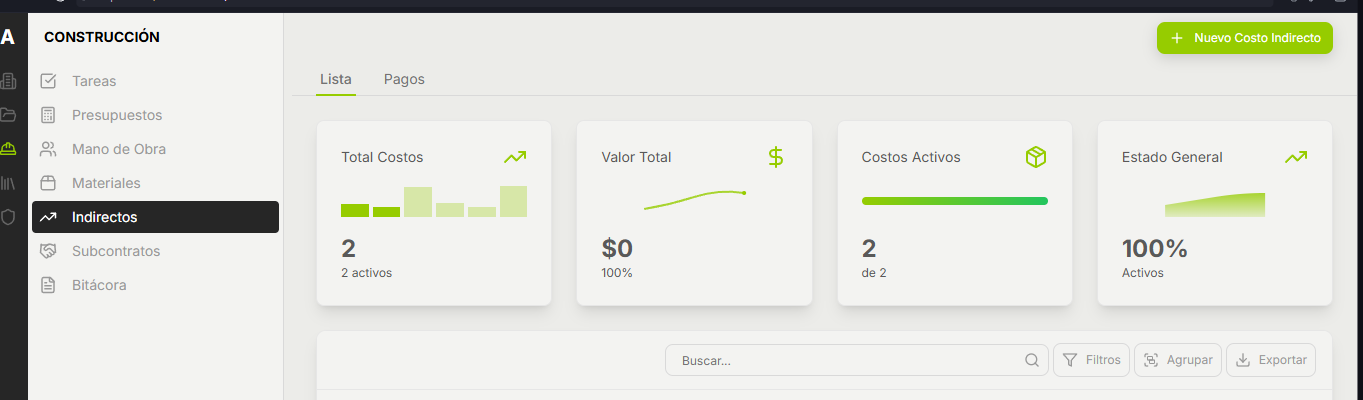 A
CONSTRUCCIÓN
Tareas
Presupuestos
Mano de Obra
Materiales
Indirectos
Subcontratos
Bitácora
Nuevo Costo Indirecto
Lista Pagos
Total Costos
2
2 activos
Valor Total
$0
100%
Costos Activos
2
de 2
Estado General
100%
Activos
Buscar... Filtros Agrupar Exportar